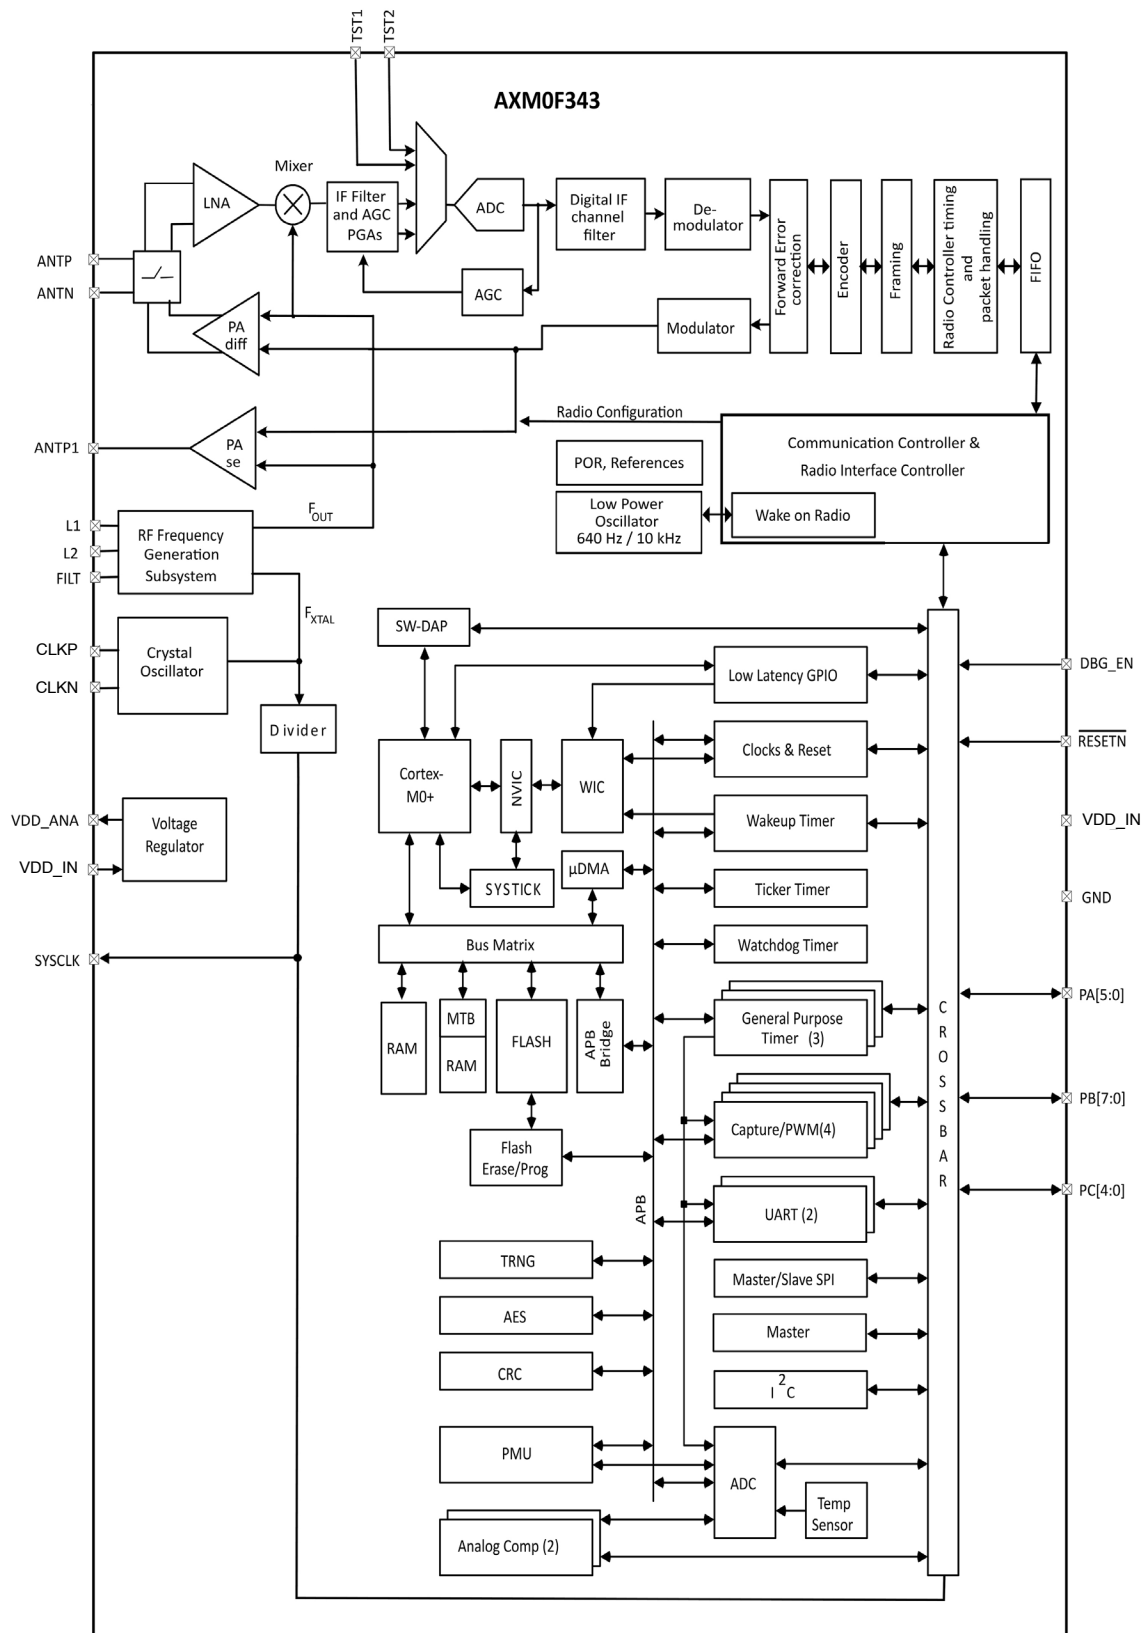 TST1
TST2
AXM0F343
Mixer
LNA
IF Filter
and AGC
PGAs
ADC
Digital IF
channel
filter
De-
modulator
Forward Error
correction
Encoder
Framing
Radio Controller timing
and
packet handling
FIFO
ANTP
ANTN
AGC
PA
diff
Modulator
ANTP1
PA
se
Radio Configuration
Communication Controller &
Radio Interface Controller
POR, References
Low Power
Oscillator
640 Hz / 10 kHz
Wake on Radio
L1
L2
FILT
RF Frequency
Generation
Subsystem
FOUT
FXTAL
CLKP
CLKN
Crystal
Oscillator
Divider
SW-DAP
Low Latency GPIO
DBG_EN
Cortex-
M0+
NVIC
WIC
Clocks & Reset
RESETN
VDD_ANA
VDD_IN
Voltage
Regulator
Wakeup Timer
VDD_IN
SYSTICK
µDMA
Ticker Timer
GND
Bus Matrix
Watchdog Timer
SYSCLK
RAM
MTB
RAM
FLASH
APB
Bridge
General Purpose
Timer (3)
CROSSBAR
PA[5:0]
Flash
Erase/Prog
Capture/PWM(4)
PB[7:0]
APB
UART (2)
PC[4:0]
TRNG
Master/Slave SPI
AES
Master
CRC
I2C
PMU
ADC
Temp
Sensor
Analog Comp (2)